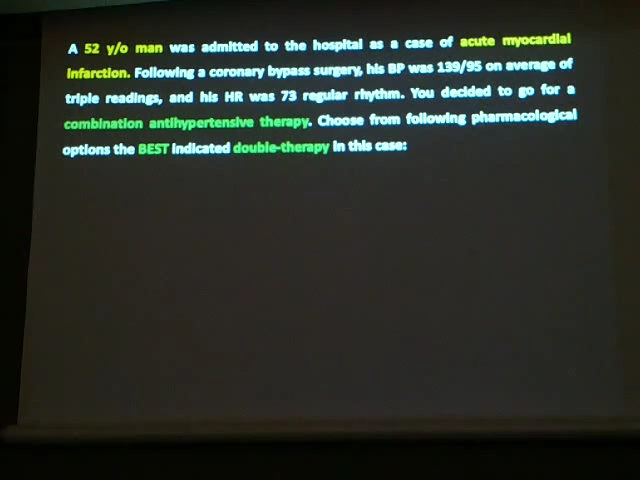 A 52 y/o man was admitted to the hospital as a case of acute myocardial
infarction. Following a coronary bypass surgery, his BP was 139/95 on average of
triple readings, and his HR was 73 regular rhythm. You decided to go for a
combination antihypertensive therapy. Choose from following pharmacological
options the BEST indicated double-therapy in this case: